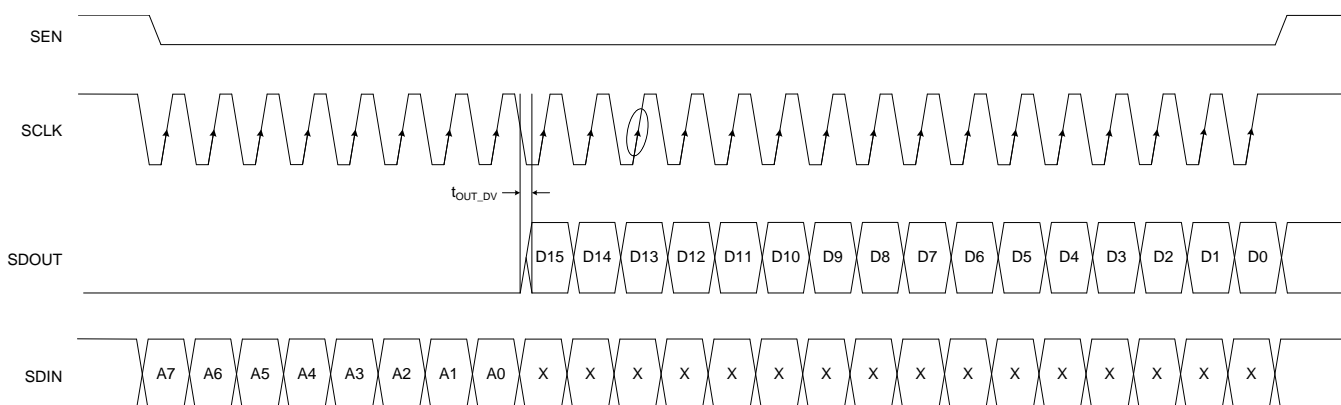 SEN
SCLK
tOUT_DV
SDOUT
D15 D14 D13 D12 D11 D10 D9 D8 D7 D6 D5 D4 D3 D2 D1 D0
SDIN
A7 A6 A5 A4 A3 A2 A1 A0 X X X X X X X X X X X X X X X X